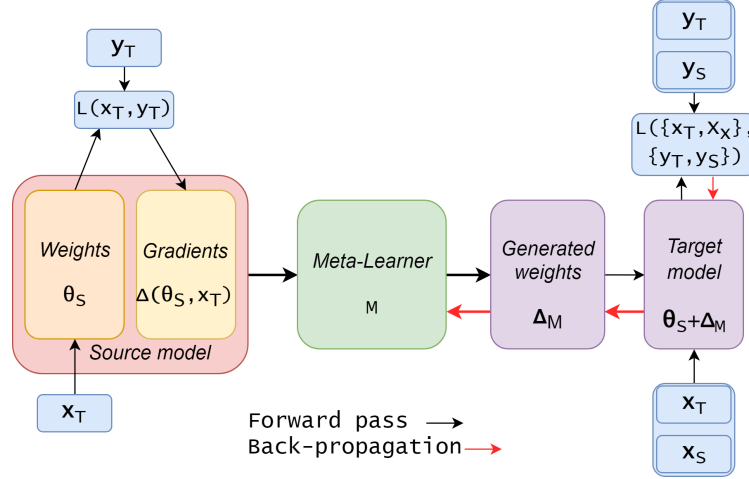 y_T
L(x_T,y_T)
Weights
θ_S
Gradients
Δ(θ_S,x_T)
Source model
x_T
Meta-Learner
M
Generated
weights
Δ_M
y_T
y_S
L({x_T,x_x},
{y_T,y_S})
Target
model
θ_S+Δ_M
x_T
x_S
Forward pass
Back-propagation